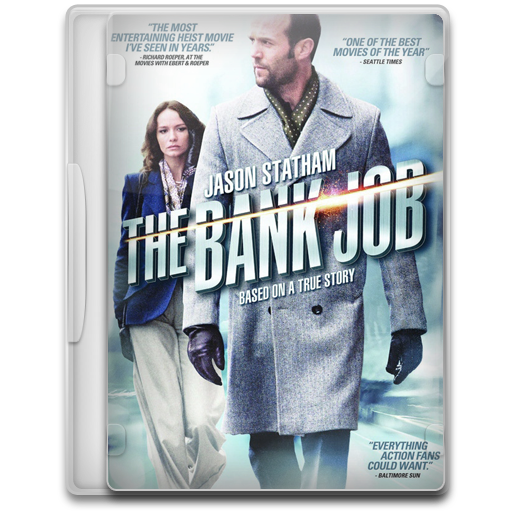 "THE MOST
ENTERTAINING HEIST MOVIE
I'VE SEEN IN YEARS."
- RICHARD ROEPER, AT THE
MOVIES WITH EBERT & ROEPER
"ONE OF THE BEST
MOVIES OF THE YEAR"
- SEATTLE TIMES
JASON STATHAM
THE BANK JOB
BASED ON A TRUE STORY
"EVERYTHING
ACTION FANS
COULD WANT."
- BALTIMORE SUN